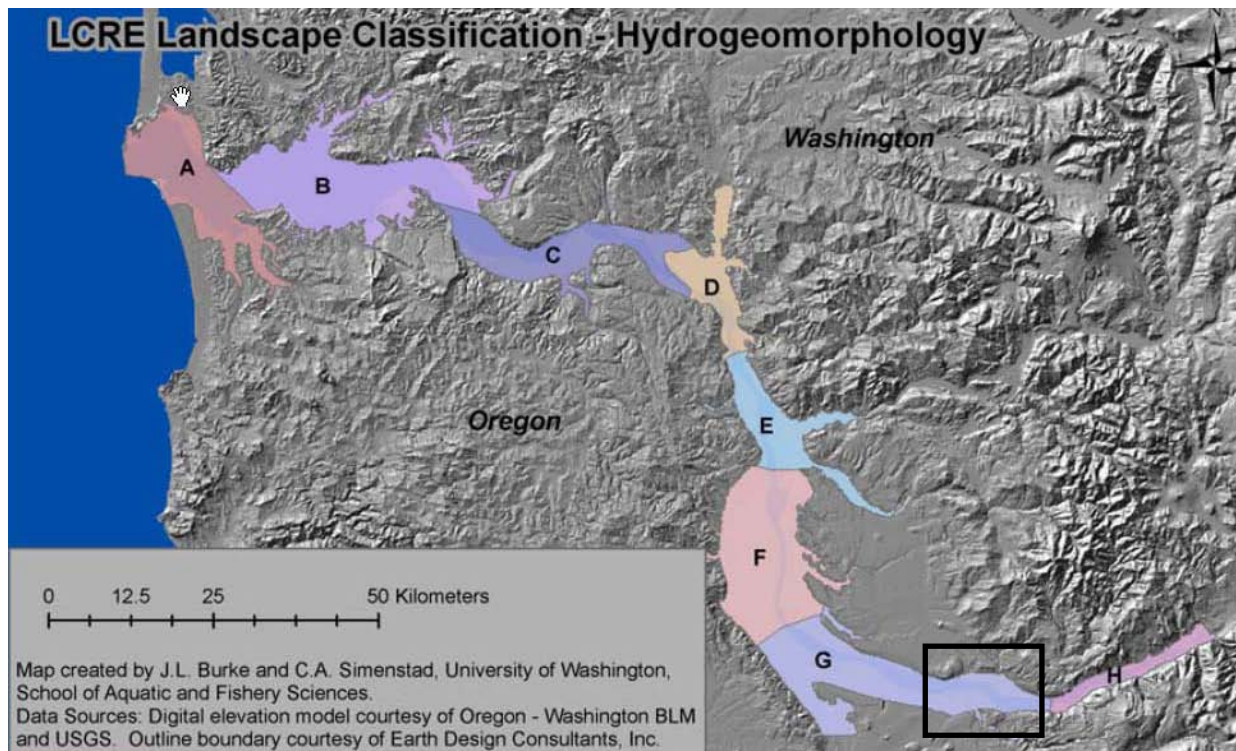 LCRE Landscape Classification - Hydrogeomorphology
Washington
A
B
C
D
Oregon
E
F
G
H
0 12.5 25 50 Kilometers
Map created by J.L. Burke and C.A. Simenstad, University of Washington,
School of Aquatic and Fishery Sciences.
Data Sources: Digital elevation model courtesy of Oregon - Washington BLM
and USGS. Outline boundary courtesy of Earth Design Consultants, Inc.